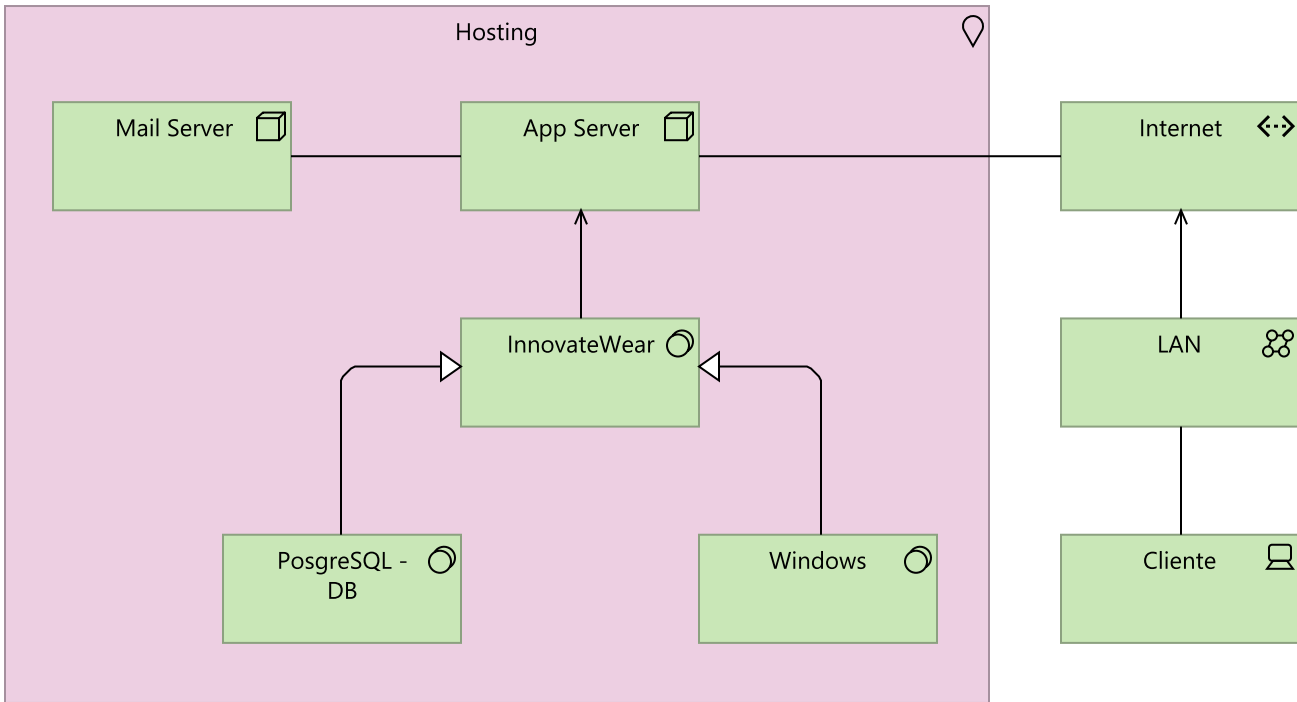 Hosting
Mail Server
App Server
Internet
InnovateWear
LAN
PosgreSQL -
DB
Windows
Cliente